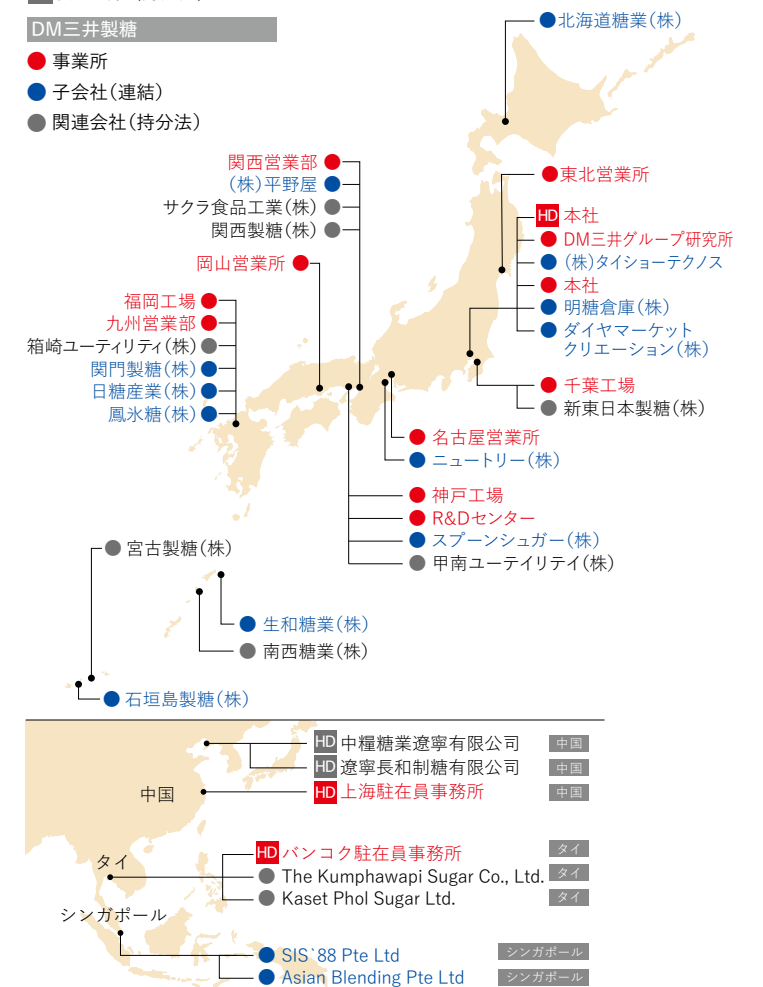 DM三井製糖
事業所
子会社（連結）
関連会社（持分法）
北海道糖業（株）
関西営業部
（株）平野屋
サクラ食品工業（株）
関西製糖（株）
岡山営業所
福岡工場
九州営業部
箱崎ユーティリティ（株）
関門製糖（株）
日糖産業（株）
鳳氷糖（株）
東北営業所
HD 本社
DM三井グループ研究所
（株）タイショーテクノス
本社
明糖倉庫（株）
ダイヤマーケット
クリエーション（株）
千葉工場
新東日本製糖（株）
名古屋営業所
ニュートリー（株）
神戸工場
R&Dセンター
スプーンシュガー（株）
甲南ユーテイリテイ（株）
宮古製糖（株）
生和糖業（株）
南西糖業（株）
石垣島製糖（株）
HD 中糧糖業遼寧有限公司 中国
HD 遼寧長和制糖有限公司 中国
中国
HD 上海駐在員事務所 中国
タイ
HD バンコク駐在員事務所 タイ
The Kumphawapi Sugar Co., Ltd. タイ
Kaset Phol Sugar Ltd. タイ
シンガポール
SIS`88 Pte Ltd シンガポール
Asian Blending Pte Ltd シンガポール